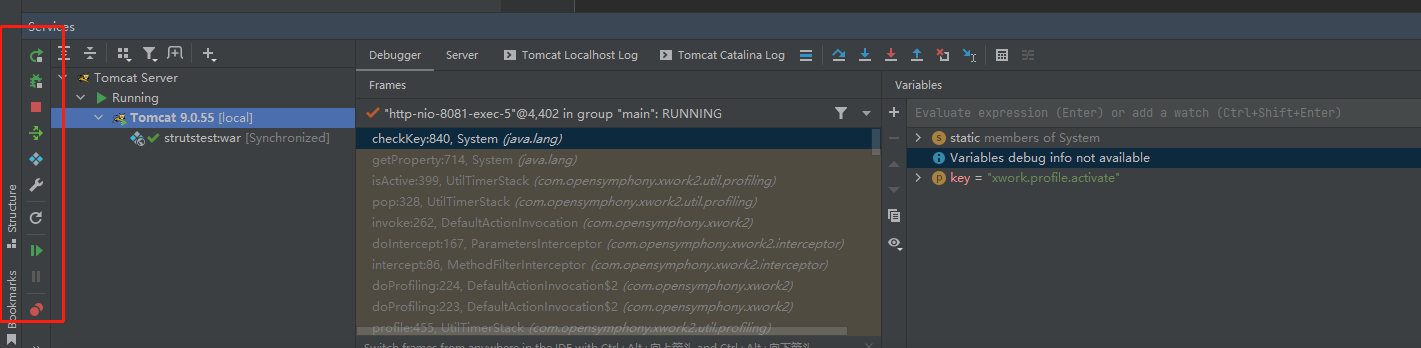 Services
Debugger
Server
Tomcat Localhost Log
Tomcat Catalina Log
Tomcat Server
Running
Tomcat 9.0.55 [local]
strutstest:war [Synchronized]
Structure
Bookmarks
Frames
"http-nio-8081-exec-5"@4,402 in group "main": RUNNING
checkKey:840, System (java.lang)
getProperty:714, System (java.lang)
isActive:399, UtilTimerStack (com.opensymphony.xwork2.util.profiling)
pop:328, UtilTimerStack (com.opensymphony.xwork2.util.profiling)
invoke:262, DefaultActionInvocation (com.opensymphony.xwork2)
doIntercept:167, ParametersInterceptor (com.opensymphony.xwork2.interceptor)
intercept:86, MethodFilterInterceptor (com.opensymphony.xwork2.interceptor)
doProfiling:224, DefaultActionInvocation$2 (com.opensymphony.xwork2)
doProfiling:223, DefaultActionInvocation$2 (com.opensymphony.xwork2)
profile:455, UtilTimerStack (com.opensymphony.xwork2.util.profiling)
Switch frames from anywhere in the IDE with Ctrl+Alt+向上箭头 and Ctrl+Alt+向下箭头
Variables
Evaluate expression (Enter) or add a watch (Ctrl+Shift+Enter)
static members of System
Variables debug info not available
key = "xwork.profile.activate"